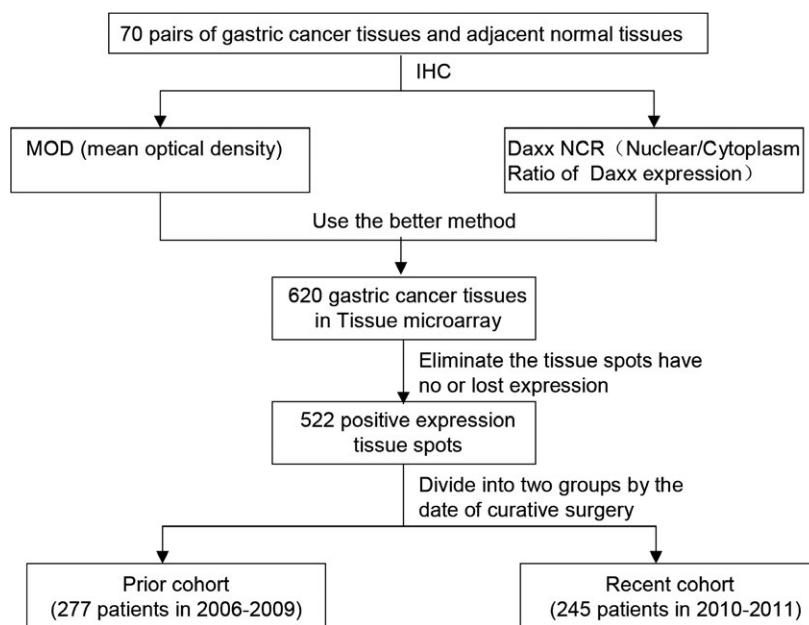 70 pairs of gastric cancer tissues and adjacent normal tissues
IHC
MOD (mean optical density)
Daxx NCR（Nuclear/Cytoplasm
Ratio of Daxx expression）
Use the better method
620 gastric cancer tissues
in Tissue microarray
Eliminate the tissue spots have
no or lost expression
522 positive expression
tissue spots
Divide into two groups by the
date of curative surgery
Prior cohort
(277 patients in 2006-2009)
Recent cohort
(245 patients in 2010-2011)